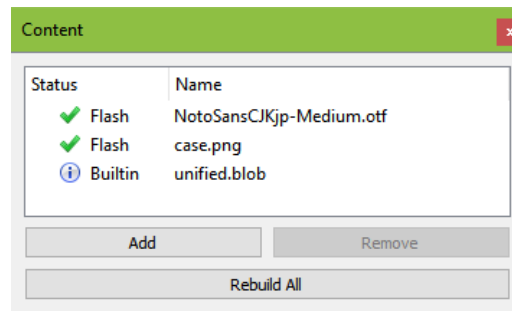 Content
Status Name
Flash NotoSansCJKjp-Medium.otf
Flash case.png
Builtin unified.blob
Add Remove
Rebuild All